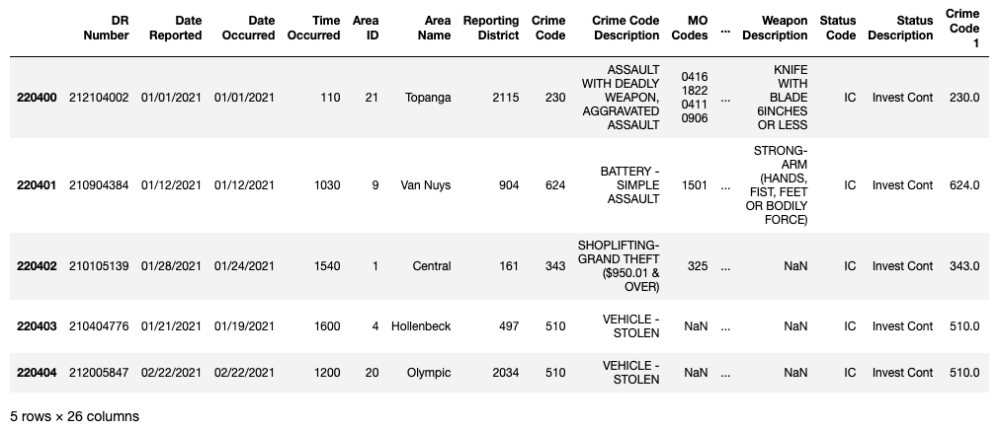 DR Number Date Reported Date Occurred Time Occurred Area ID Area Name Reporting District Crime Code Crime Code Description MO Codes ... Weapon Description Status Code Status Description Crime Code 1
220400 212104002 01/01/2021 01/01/2021 110 21 Topanga 2115 230 ASSAULT WITH DEADLY WEAPON, AGGRAVATED ASSAULT 0416 1822 0411 0906 ... KNIFE WITH BLADE 6INCHES OR LESS IC Invest Cont 230.0
220401 210904384 01/12/2021 01/12/2021 1030 9 Van Nuys 904 624 BATTERY - SIMPLE ASSAULT 1501 ... STRONG-ARM (HANDS, FIST, FEET OR BODILY FORCE) IC Invest Cont 624.0
220402 210105139 01/28/2021 01/24/2021 1540 1 Central 161 343 SHOPLIFTING-GRAND THEFT ($950.01 & OVER) 325 ... NaN IC Invest Cont 343.0
220403 210404776 01/21/2021 01/19/2021 1600 4 Hollenbeck 497 510 VEHICLE - STOLEN NaN ... NaN IC Invest Cont 510.0
220404 212005847 02/22/2021 02/22/2021 1200 20 Olympic 2034 510 VEHICLE - STOLEN NaN ... NaN IC Invest Cont 510.0
5 rows × 26 columns